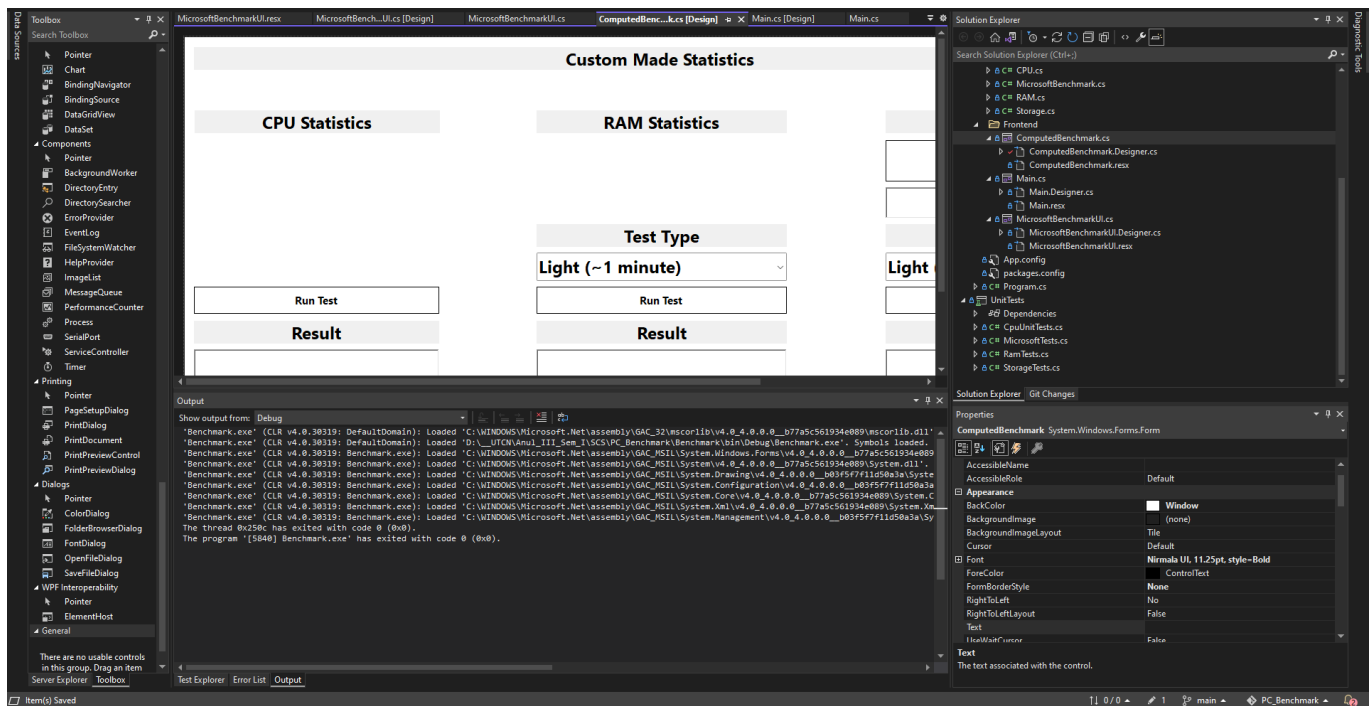 Data Sources
Toolbox
Search Toolbox
Pointer
Chart
BindingNavigator
BindingSource
DataGridView
DataSet
Components
Pointer
BackgroundWorker
DirectoryEntry
DirectorySearcher
ErrorProvider
EventLog
FileSystemWatcher
HelpProvider
ImageList
MessageQueue
PerformanceCounter
Process
SerialPort
ServiceController
Timer
Printing
Pointer
PageSetupDialog
PrintDialog
PrintDocument
PrintPreviewControl
PrintPreviewDialog
Dialogs
Pointer
ColorDialog
FolderBrowserDialog
FontDialog
OpenFileDialog
SaveFileDialog
WPF Interoperability
Pointer
ElementHost
General
There are no usable controls
in this group. Drag an item
Server Explorer Toolbox
MicrosoftBenchmarkUI.resx MicrosoftBench...UI.cs [Design] MicrosoftBenchmarkUI.cs ComputedBenc...k.cs [Design] Main.cs [Design] Main.cs
Custom Made Statistics
CPU Statistics RAM Statistics
Test Type
Light (~1 minute) Light
Run Test Run Test
Result Result
Output
Show output from: Debug
'Benchmark.exe' (CLR v4.0.30319: DefaultDomain): Loaded 'C:\WINDOWS\Microsoft.Net\assembly\GAC_32\mscorlib\v4.0_4.0.0.0__b77a5c561934e089\mscorlib.dll'
'Benchmark.exe' (CLR v4.0.30319: DefaultDomain): Loaded 'D:\__UTCN\Anul_III_Sem_I\SCS\PC_Benchmark\Benchmark\bin\Debug\Benchmark.exe'. Symbols loaded.
'Benchmark.exe' (CLR v4.0.30319: Benchmark.exe): Loaded 'C:\WINDOWS\Microsoft.Net\assembly\GAC_MSIL\System.Windows.Forms\v4.0_4.0.0.0__b77a5c561934e089
'Benchmark.exe' (CLR v4.0.30319: Benchmark.exe): Loaded 'C:\WINDOWS\Microsoft.Net\assembly\GAC_MSIL\System\v4.0_4.0.0.0__b77a5c561934e089\System.dll'.
'Benchmark.exe' (CLR v4.0.30319: Benchmark.exe): Loaded 'C:\WINDOWS\Microsoft.Net\assembly\GAC_MSIL\System.Drawing\v4.0_4.0.0.0__b03f5f7f11d50a3a\Syste
'Benchmark.exe' (CLR v4.0.30319: Benchmark.exe): Loaded 'C:\WINDOWS\Microsoft.Net\assembly\GAC_MSIL\System.Configuration\v4.0_4.0.0.0__b03f5f7f11d50a3a
'Benchmark.exe' (CLR v4.0.30319: Benchmark.exe): Loaded 'C:\WINDOWS\Microsoft.Net\assembly\GAC_MSIL\System.Core\v4.0_4.0.0.0__b77a5c561934e089\System.C
'Benchmark.exe' (CLR v4.0.30319: Benchmark.exe): Loaded 'C:\WINDOWS\Microsoft.Net\assembly\GAC_MSIL\System.Xml\v4.0_4.0.0.0__b77a5c561934e089\System.Xm
'Benchmark.exe' (CLR v4.0.30319: Benchmark.exe): Loaded 'C:\WINDOWS\Microsoft.Net\assembly\GAC_MSIL\System.Management\v4.0_4.0.0.0__b03f5f7f11d50a3a\Sy
The thread 0x250c has exited with code 0 (0x0).
The program '[5840] Benchmark.exe' has exited with code 0 (0x0).
Test Explorer Error List Output
Solution Explorer
Search Solution Explorer (Ctrl+;)
C# CPU.cs
C# MicrosoftBenchmark.cs
C# RAM.cs
C# Storage.cs
Frontend
ComputedBenchmark.cs
ComputedBenchmark.Designer.cs
ComputedBenchmark.resx
Main.cs
Main.Designer.cs
Main.resx
MicrosoftBenchmarkUI.cs
MicrosoftBenchmarkUI.Designer.cs
MicrosoftBenchmarkUI.resx
App.config
packages.config
C# Program.cs
UnitTests
Dependencies
C# CpuUnitTests.cs
C# MicrosoftTests.cs
C# RamTests.cs
C# StorageTests.cs
Solution Explorer Git Changes
Properties
ComputedBenchmark System.Windows.Forms.Form
AccessibleName
AccessibleRole Default
Appearance
BackColor Window
BackgroundImage (none)
BackgroundImageLayout Tile
Cursor Default
Font Nirmala UI, 11.25pt, style=Bold
ForeColor ControlText
FormBorderStyle None
RightToLeft No
RightToLeftLayout False
Text
UseWaitCursor False
Text
The text associated with the control.
Diagnostic Tools
Item(s) Saved 0 / 0 1 main PC_Benchmark 2